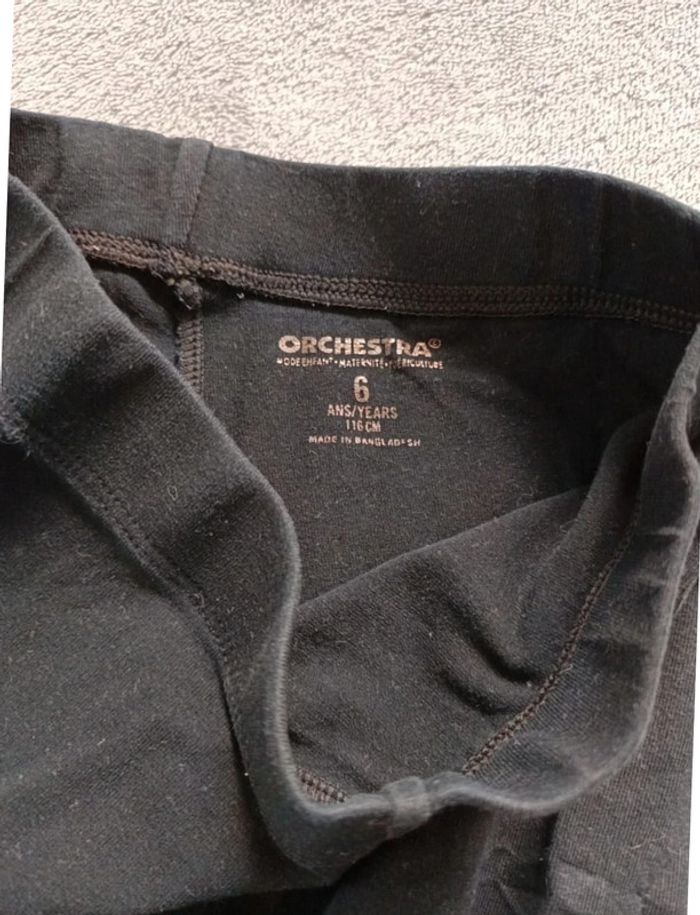 ORCHESTRA®
MODE ENFANT • MATERNITÉ • PUÉRICULTURE
6
ANS/YEARS
116 CM
MADE IN BANGLADESH